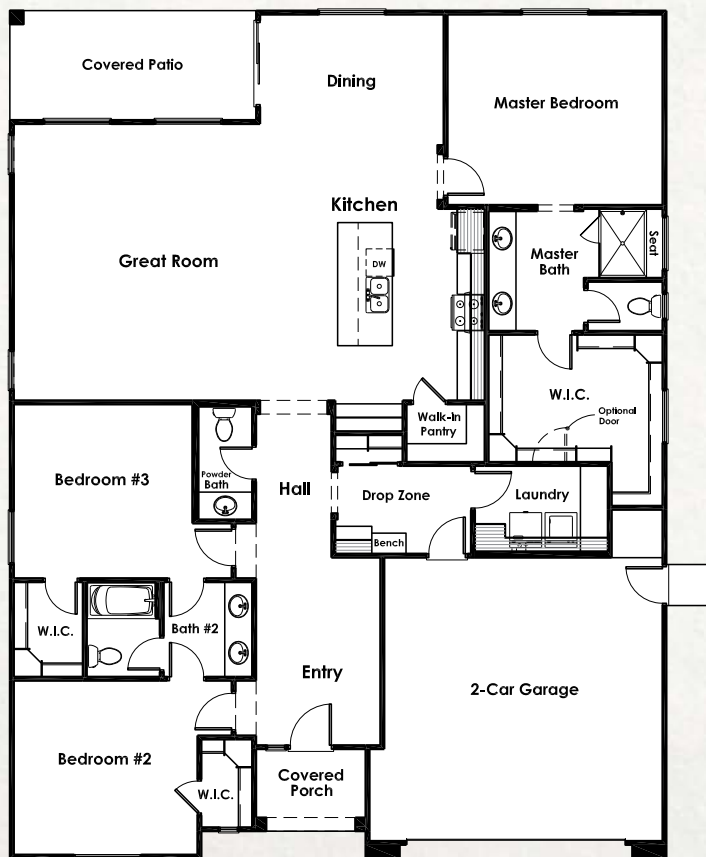 Covered Patio
Dining
Master Bedroom
Kitchen
Great Room
DW
Master
Bath
Seat
W.I.C.
Optional
Door
Walk-In
Pantry
Bedroom #3
Powder
Bath
Hall
Drop Zone
Laundry
Bench
W.I.C.
Bath #2
Entry
2-Car Garage
Bedroom #2
W.I.C.
Covered
Porch